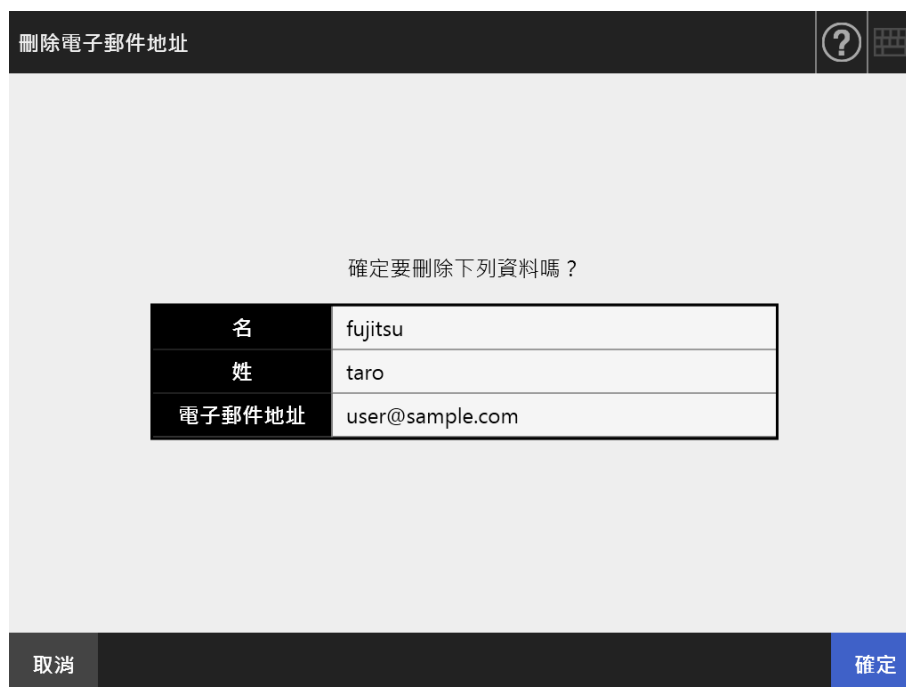 刪除電子郵件地址
?
確定要刪除下列資料嗎？
名 fujitsu
姓 taro
電子郵件地址 user@sample.com
取消 確定